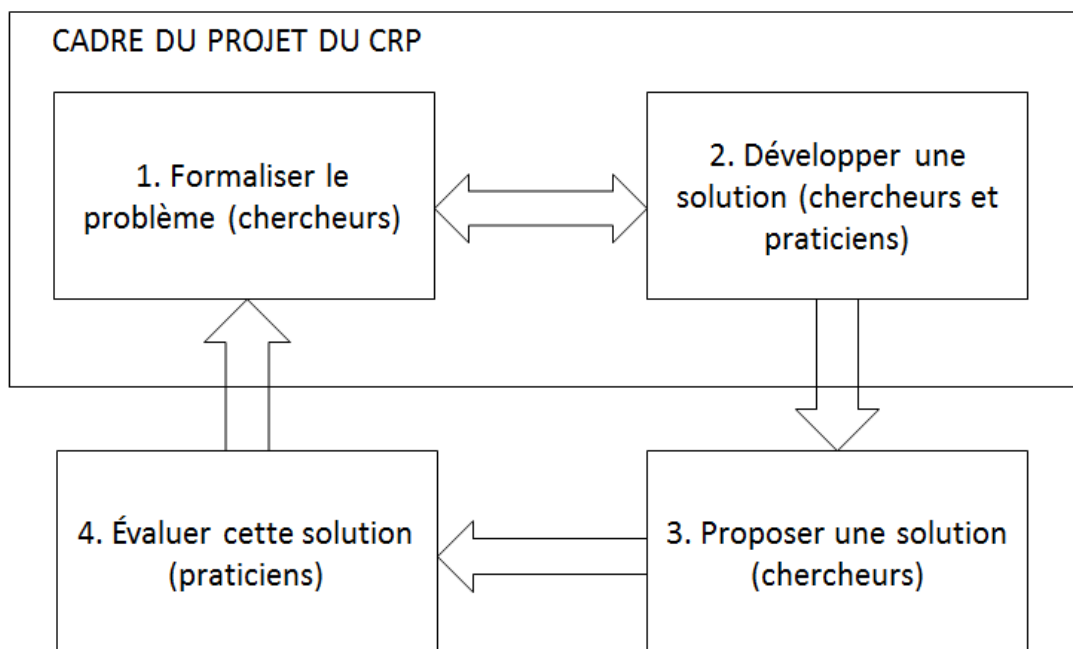 CADRE DU PROJET DU CRP
1. Formaliser le
problème (chercheurs)
2. Développer une
solution (chercheurs et
praticiens)
4. Évaluer cette solution
(praticiens)
3. Proposer une solution
(chercheurs)